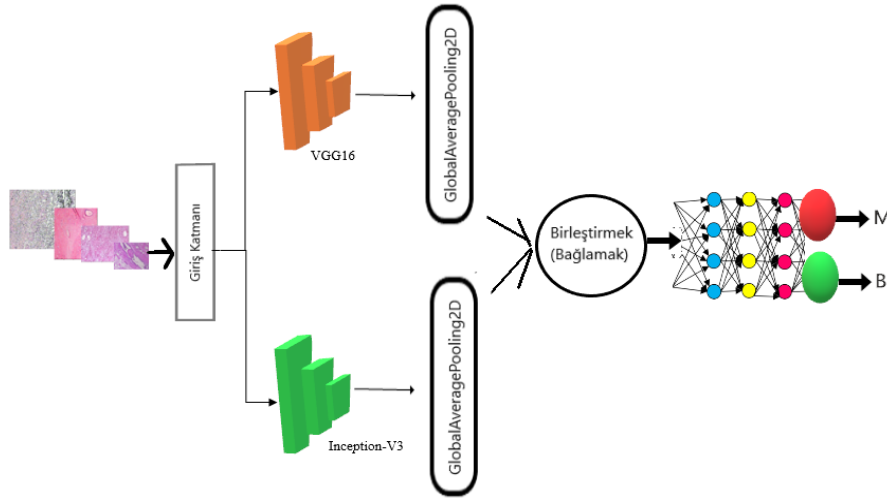 Giriş Katmanı
VGG16
GlobalAveragePooling2D
Inception-V3
GlobalAveragePooling2D
Birleştirmek
(Bağlamak)
M
B